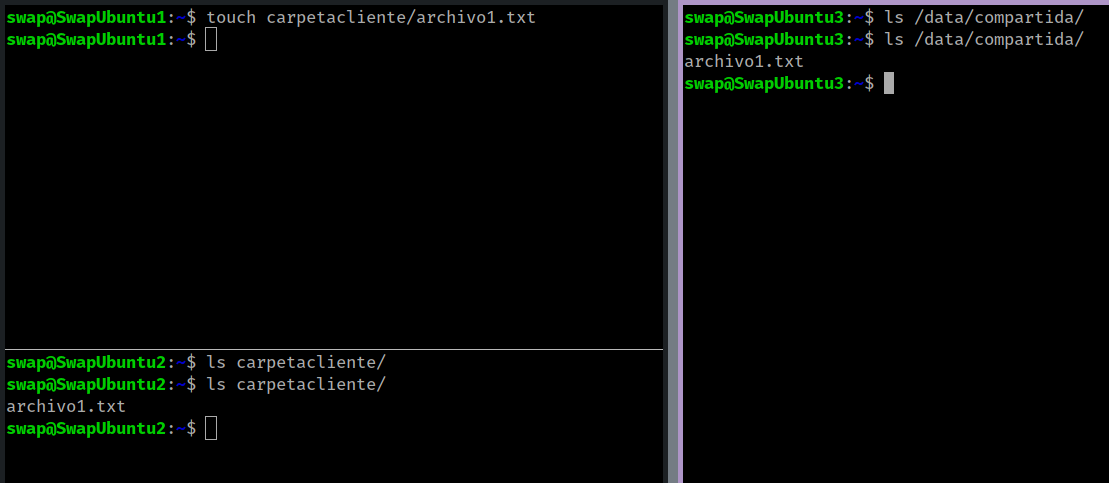 swap@SwapUbuntu1:~$ touch carpetacliente/archivo1.txt
swap@SwapUbuntu1:~$
swap@SwapUbuntu2:~$ ls carpetacliente/
swap@SwapUbuntu2:~$ ls carpetacliente/
archivo1.txt
swap@SwapUbuntu2:~$
swap@SwapUbuntu3:~$ ls /data/compartida/
swap@SwapUbuntu3:~$ ls /data/compartida/
archivo1.txt
swap@SwapUbuntu3:~$